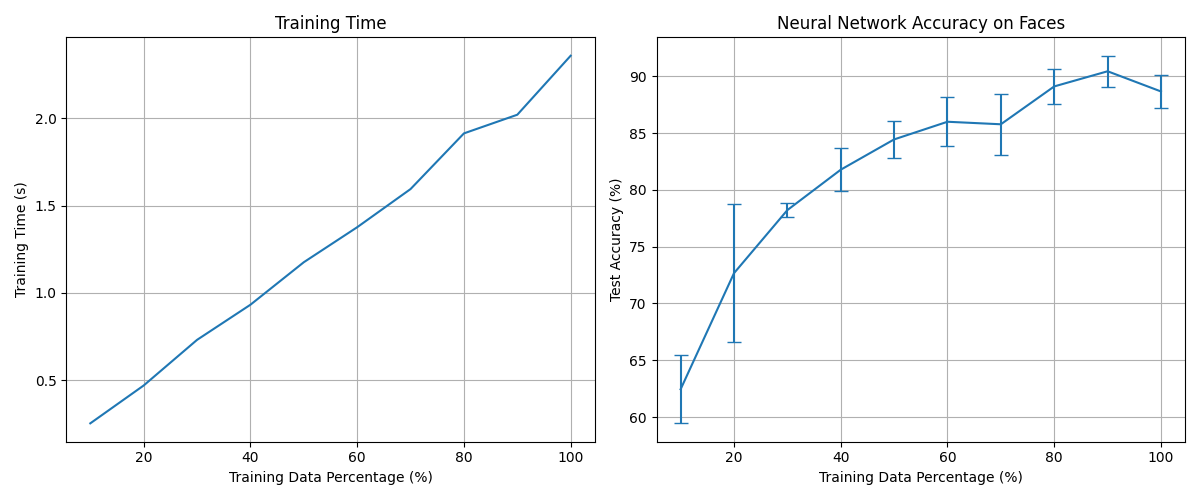 Training Time
Training Time (s)
2.0
1.5
1.0
0.5
20 40 60 80 100
Training Data Percentage (%)
Neural Network Accuracy on Faces
Test Accuracy (%)
90
85
80
75
70
65
60
20 40 60 80 100
Training Data Percentage (%)